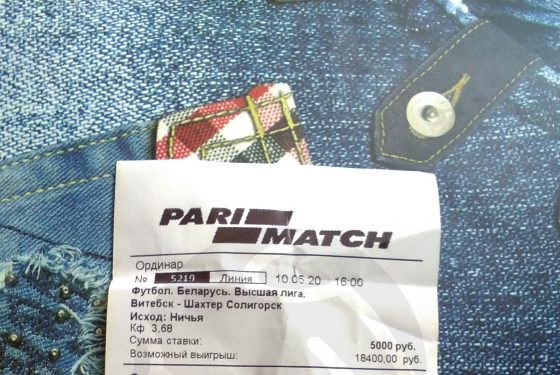 PARI MATCH
Ординар
№ 5219 Линия 10 05 20 16:00
Футбол. Беларусь. Высшая лига.
Витебск - Шахтер Солигорск
Исход: Ничья
Кф 3,68
Сумма ставки: 5000 руб.
Возможный выигрыш: 18400.00 руб.